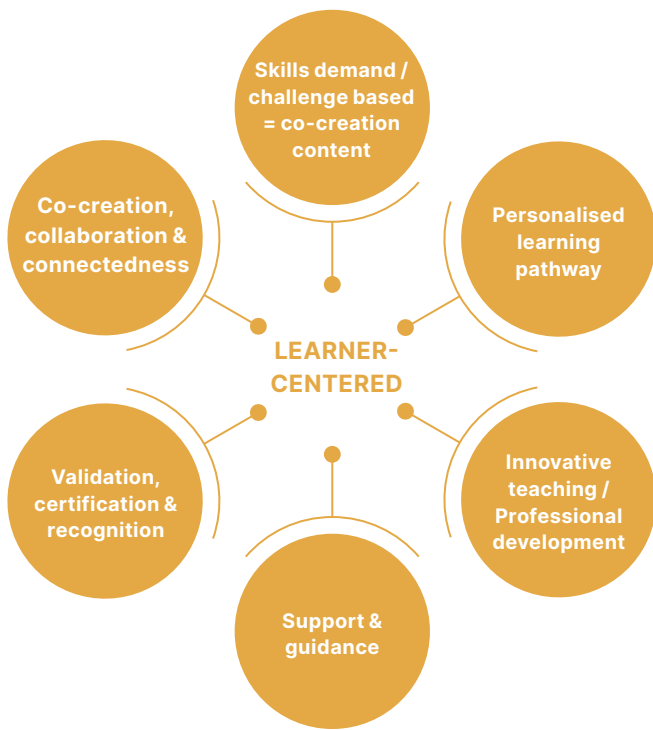 Skills demand /
challenge based
= co-creation
content
Personalised
learning
pathway
Innovative
teaching /
Professional
development
Support &
guidance
Validation,
certification &
recognition
Co-creation,
collaboration &
connectedness
LEARNER-
CENTERED